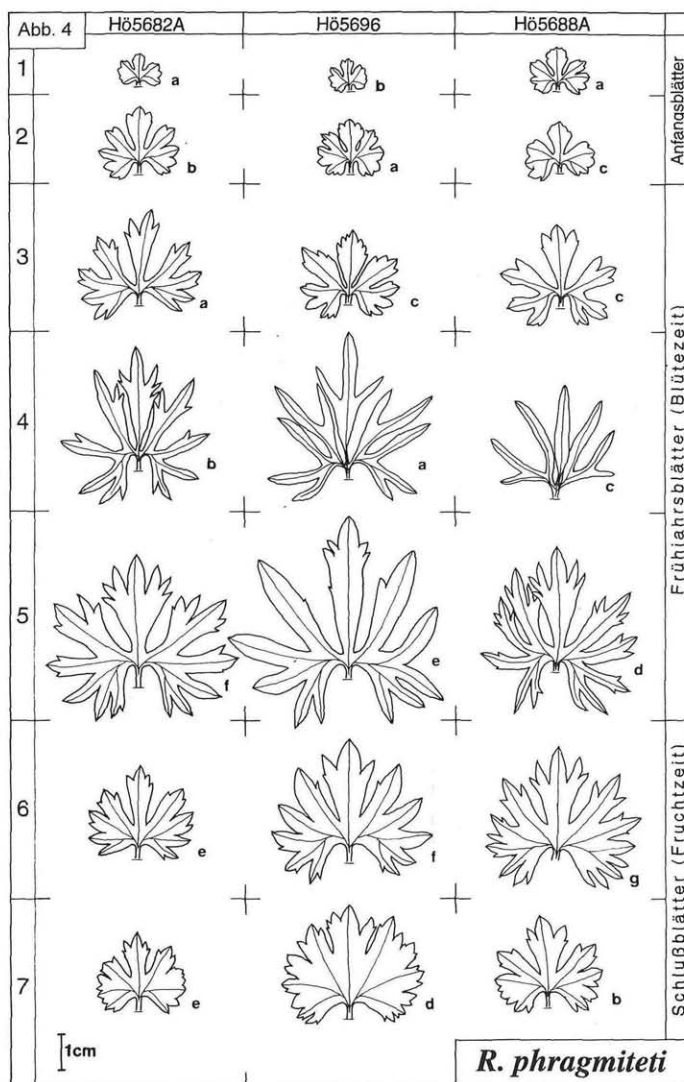 Abb. 4 Hö5682A Hö5696 Hö5688A
1 a b a
2 b a c
Anfangsblätter
3 a c c
4 b a c
5 f e d
Frühjahrsblätter (Blütezeit)
6 e f g
7 e d b
Schlußblätter (Fruchtzeit)
1cm
R. phragmiteti